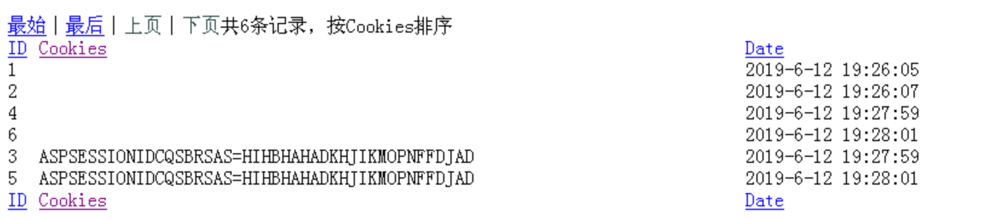 最始 | 最后 | 上页 | 下页共6条记录，按Cookies排序
ID Cookies Date
1 2019-6-12 19:26:05
2 2019-6-12 19:26:07
4 2019-6-12 19:27:59
6 2019-6-12 19:28:01
3 ASPSESSIONIDCQSBRSAS=HIHBHAHADKHJIKMOPNFFDJAD 2019-6-12 19:27:59
5 ASPSESSIONIDCQSBRSAS=HIHBHAHADKHJIKMOPNFFDJAD 2019-6-12 19:28:01
ID Cookies Date